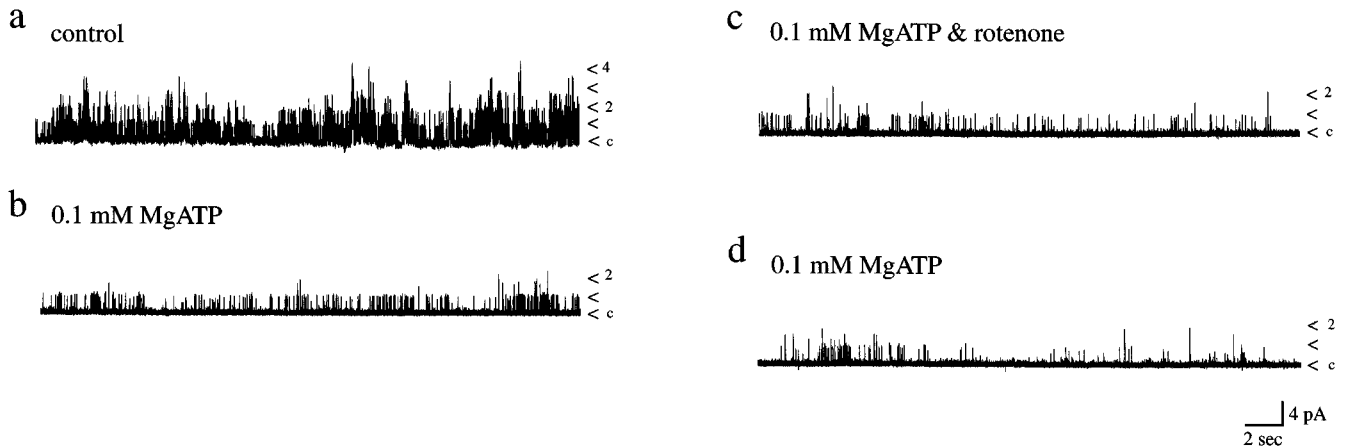 a
control
< 4
<
< 2
<
< c
b
0.1 mM MgATP
< 2
<
< c
c
0.1 mM MgATP & rotenone
< 2
<
< c
d
0.1 mM MgATP
< 2
<
< c
4 pA
2 sec